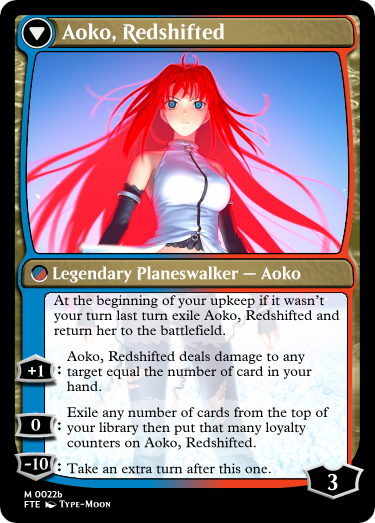 Aoko, Redshifted
Legendary Planeswalker — Aoko
At the beginning of your upkeep if it wasn't
your turn last turn exile Aoko, Redshifted and
return her to the battlefield.
+1: Aoko, Redshifted deals damage to any
target equal the number of card in your
hand.
0: Exile any number of cards from the top of
your library then put that many loyalty
counters on Aoko, Redshifted.
-10: Take an extra turn after this one.
3
M 0022b
FTE Type-Moon